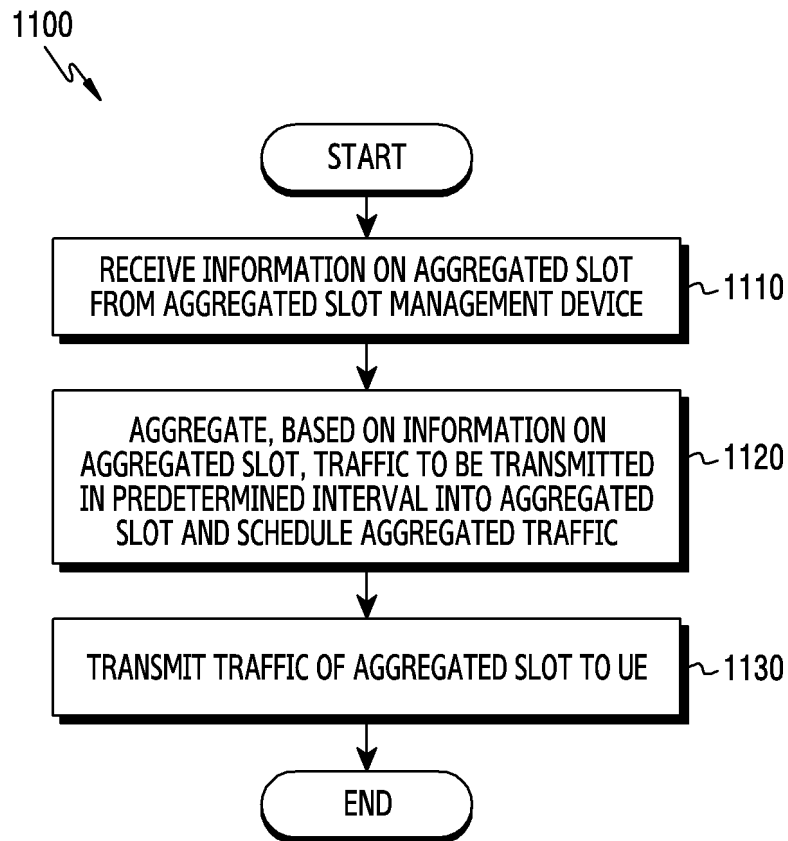 1100
START
RECEIVE INFORMATION ON AGGREGATED SLOT
FROM AGGREGATED SLOT MANAGEMENT DEVICE
1110
AGGREGATE, BASED ON INFORMATION ON
AGGREGATED SLOT, TRAFFIC TO BE TRANSMITTED
IN PREDETERMINED INTERVAL INTO AGGREGATED
SLOT AND SCHEDULE AGGREGATED TRAFFIC
1120
TRANSMIT TRAFFIC OF AGGREGATED SLOT TO UE
1130
END